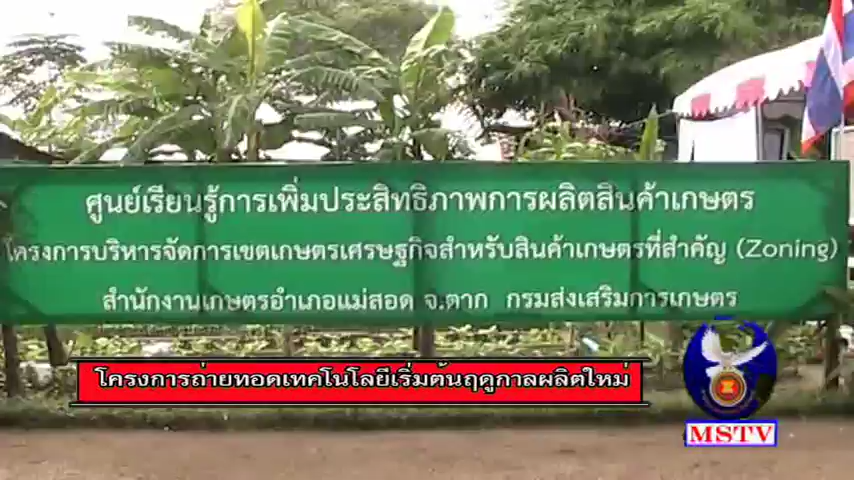 ศูนย์เรียนรู้การเพิ่มประสิทธิภาพการผลิตสินค้าเกษตร
โครงการบริหารจัดการเขตเกษตรเศรษฐกิจสำหรับสินค้าเกษตรที่สำคัญ (Zoning)
สำนักงานเกษตรอำเภอแม่สอด จ.ตาก กรมส่งเสริมการเกษตร
โครงการถ่ายทอดเทคโนโลยีเริ่มต้นฤดูกาลผลิตใหม่
MSTV